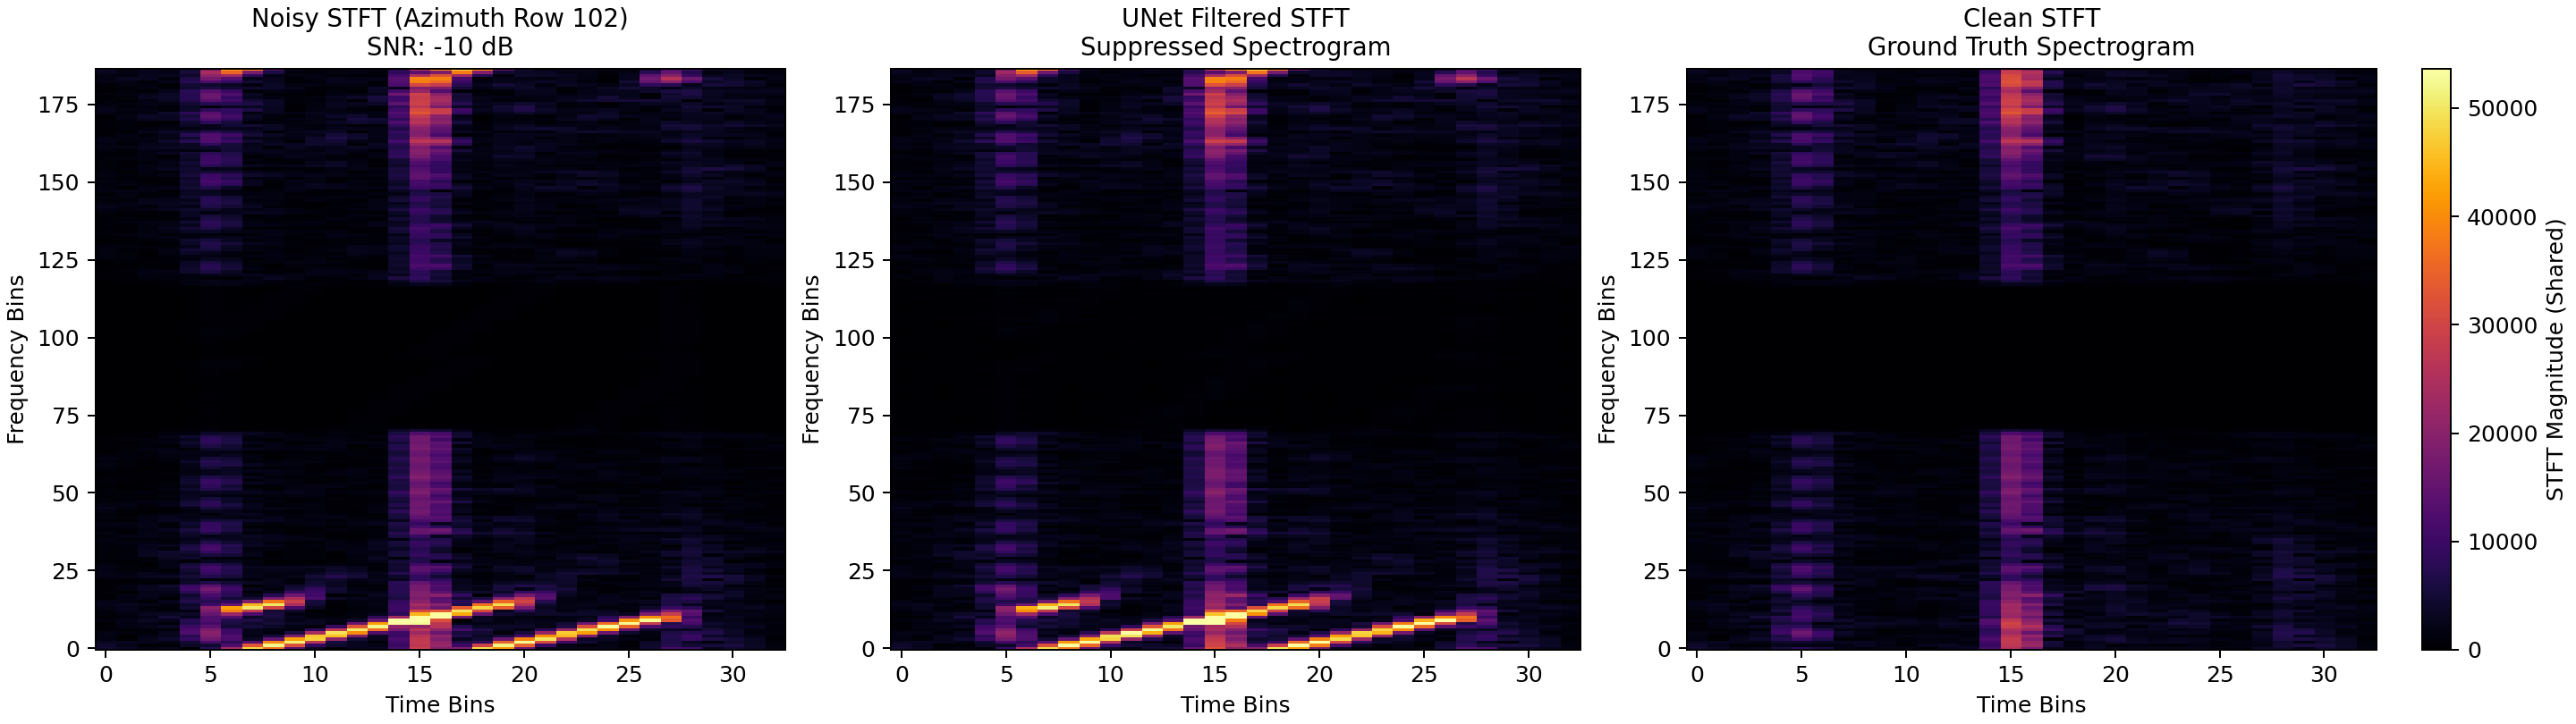 Noisy STFT (Azimuth Row 102)
SNR: -10 dB
Frequency Bins
175
150
125
100
75
50
25
0
0 5 10 15 20 25 30
Time Bins
UNet Filtered STFT
Suppressed Spectrogram
Frequency Bins
175
150
125
100
75
50
25
0
0 5 10 15 20 25 30
Time Bins
Clean STFT
Ground Truth Spectrogram
Frequency Bins
175
150
125
100
75
50
25
0
0 5 10 15 20 25 30
Time Bins
50000
40000
30000
20000
10000
0
STFT Magnitude (Shared)